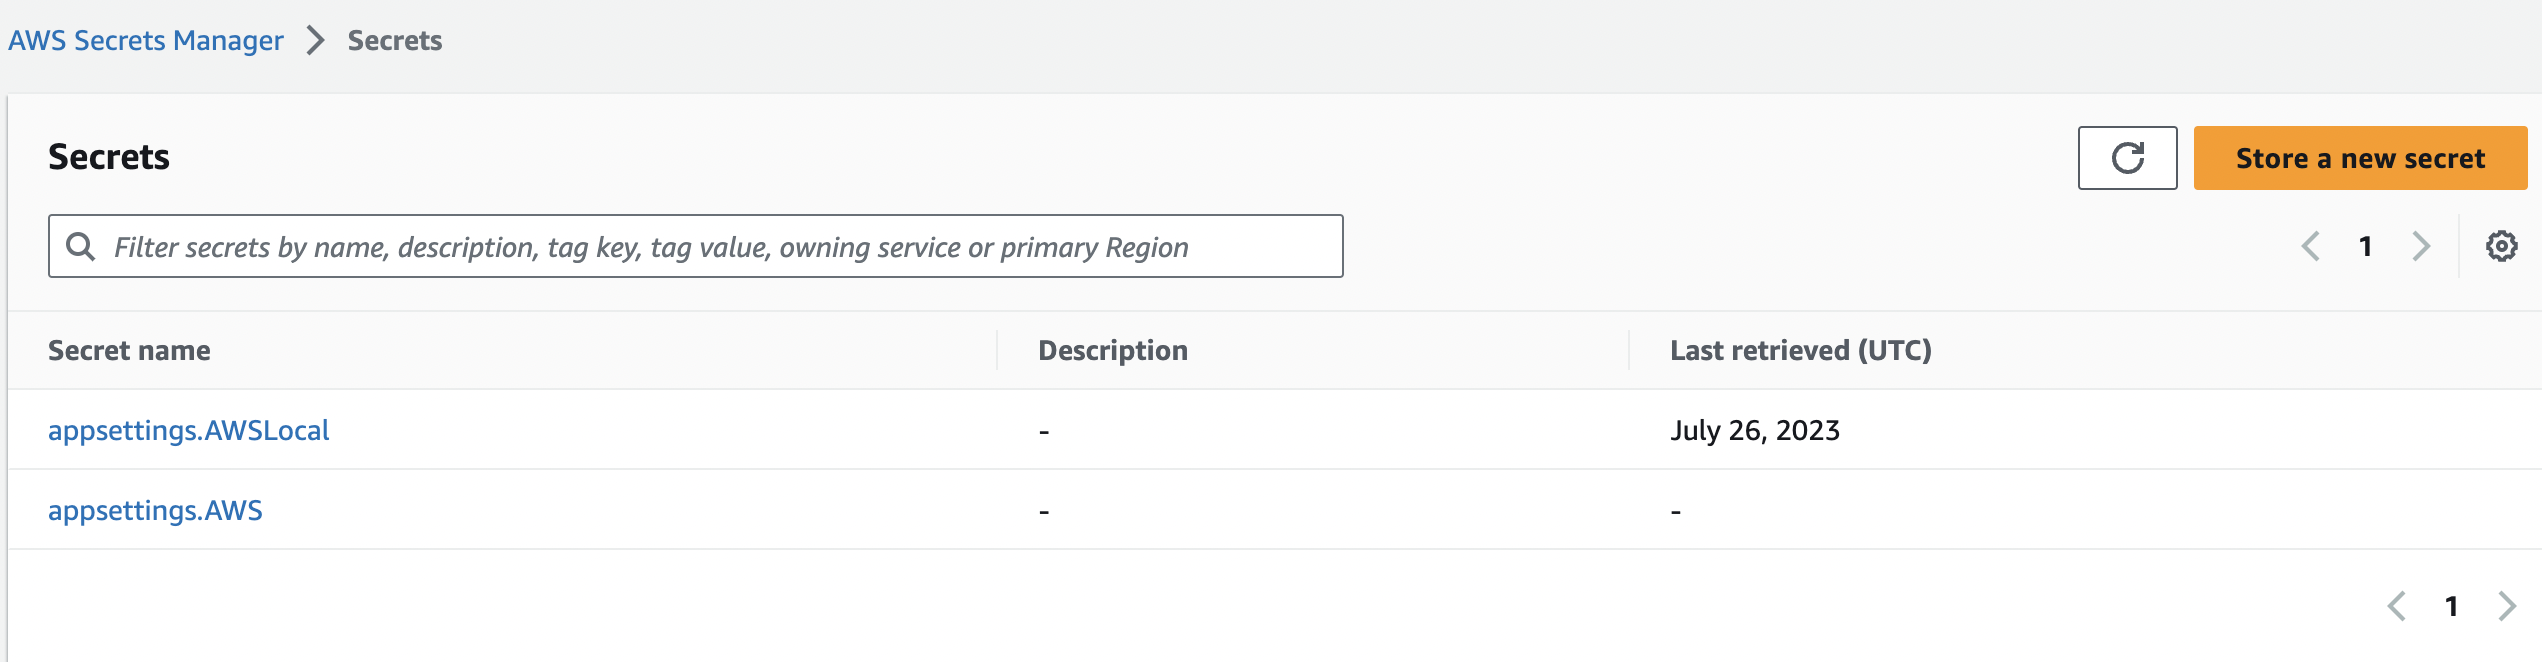 AWS Secrets Manager > Secrets
Secrets
Store a new secret
Filter secrets by name, description, tag key, tag value, owning service or primary Region
1
Secret name Description Last retrieved (UTC)
appsettings.AWSLocal - July 26, 2023
appsettings.AWS - -
1